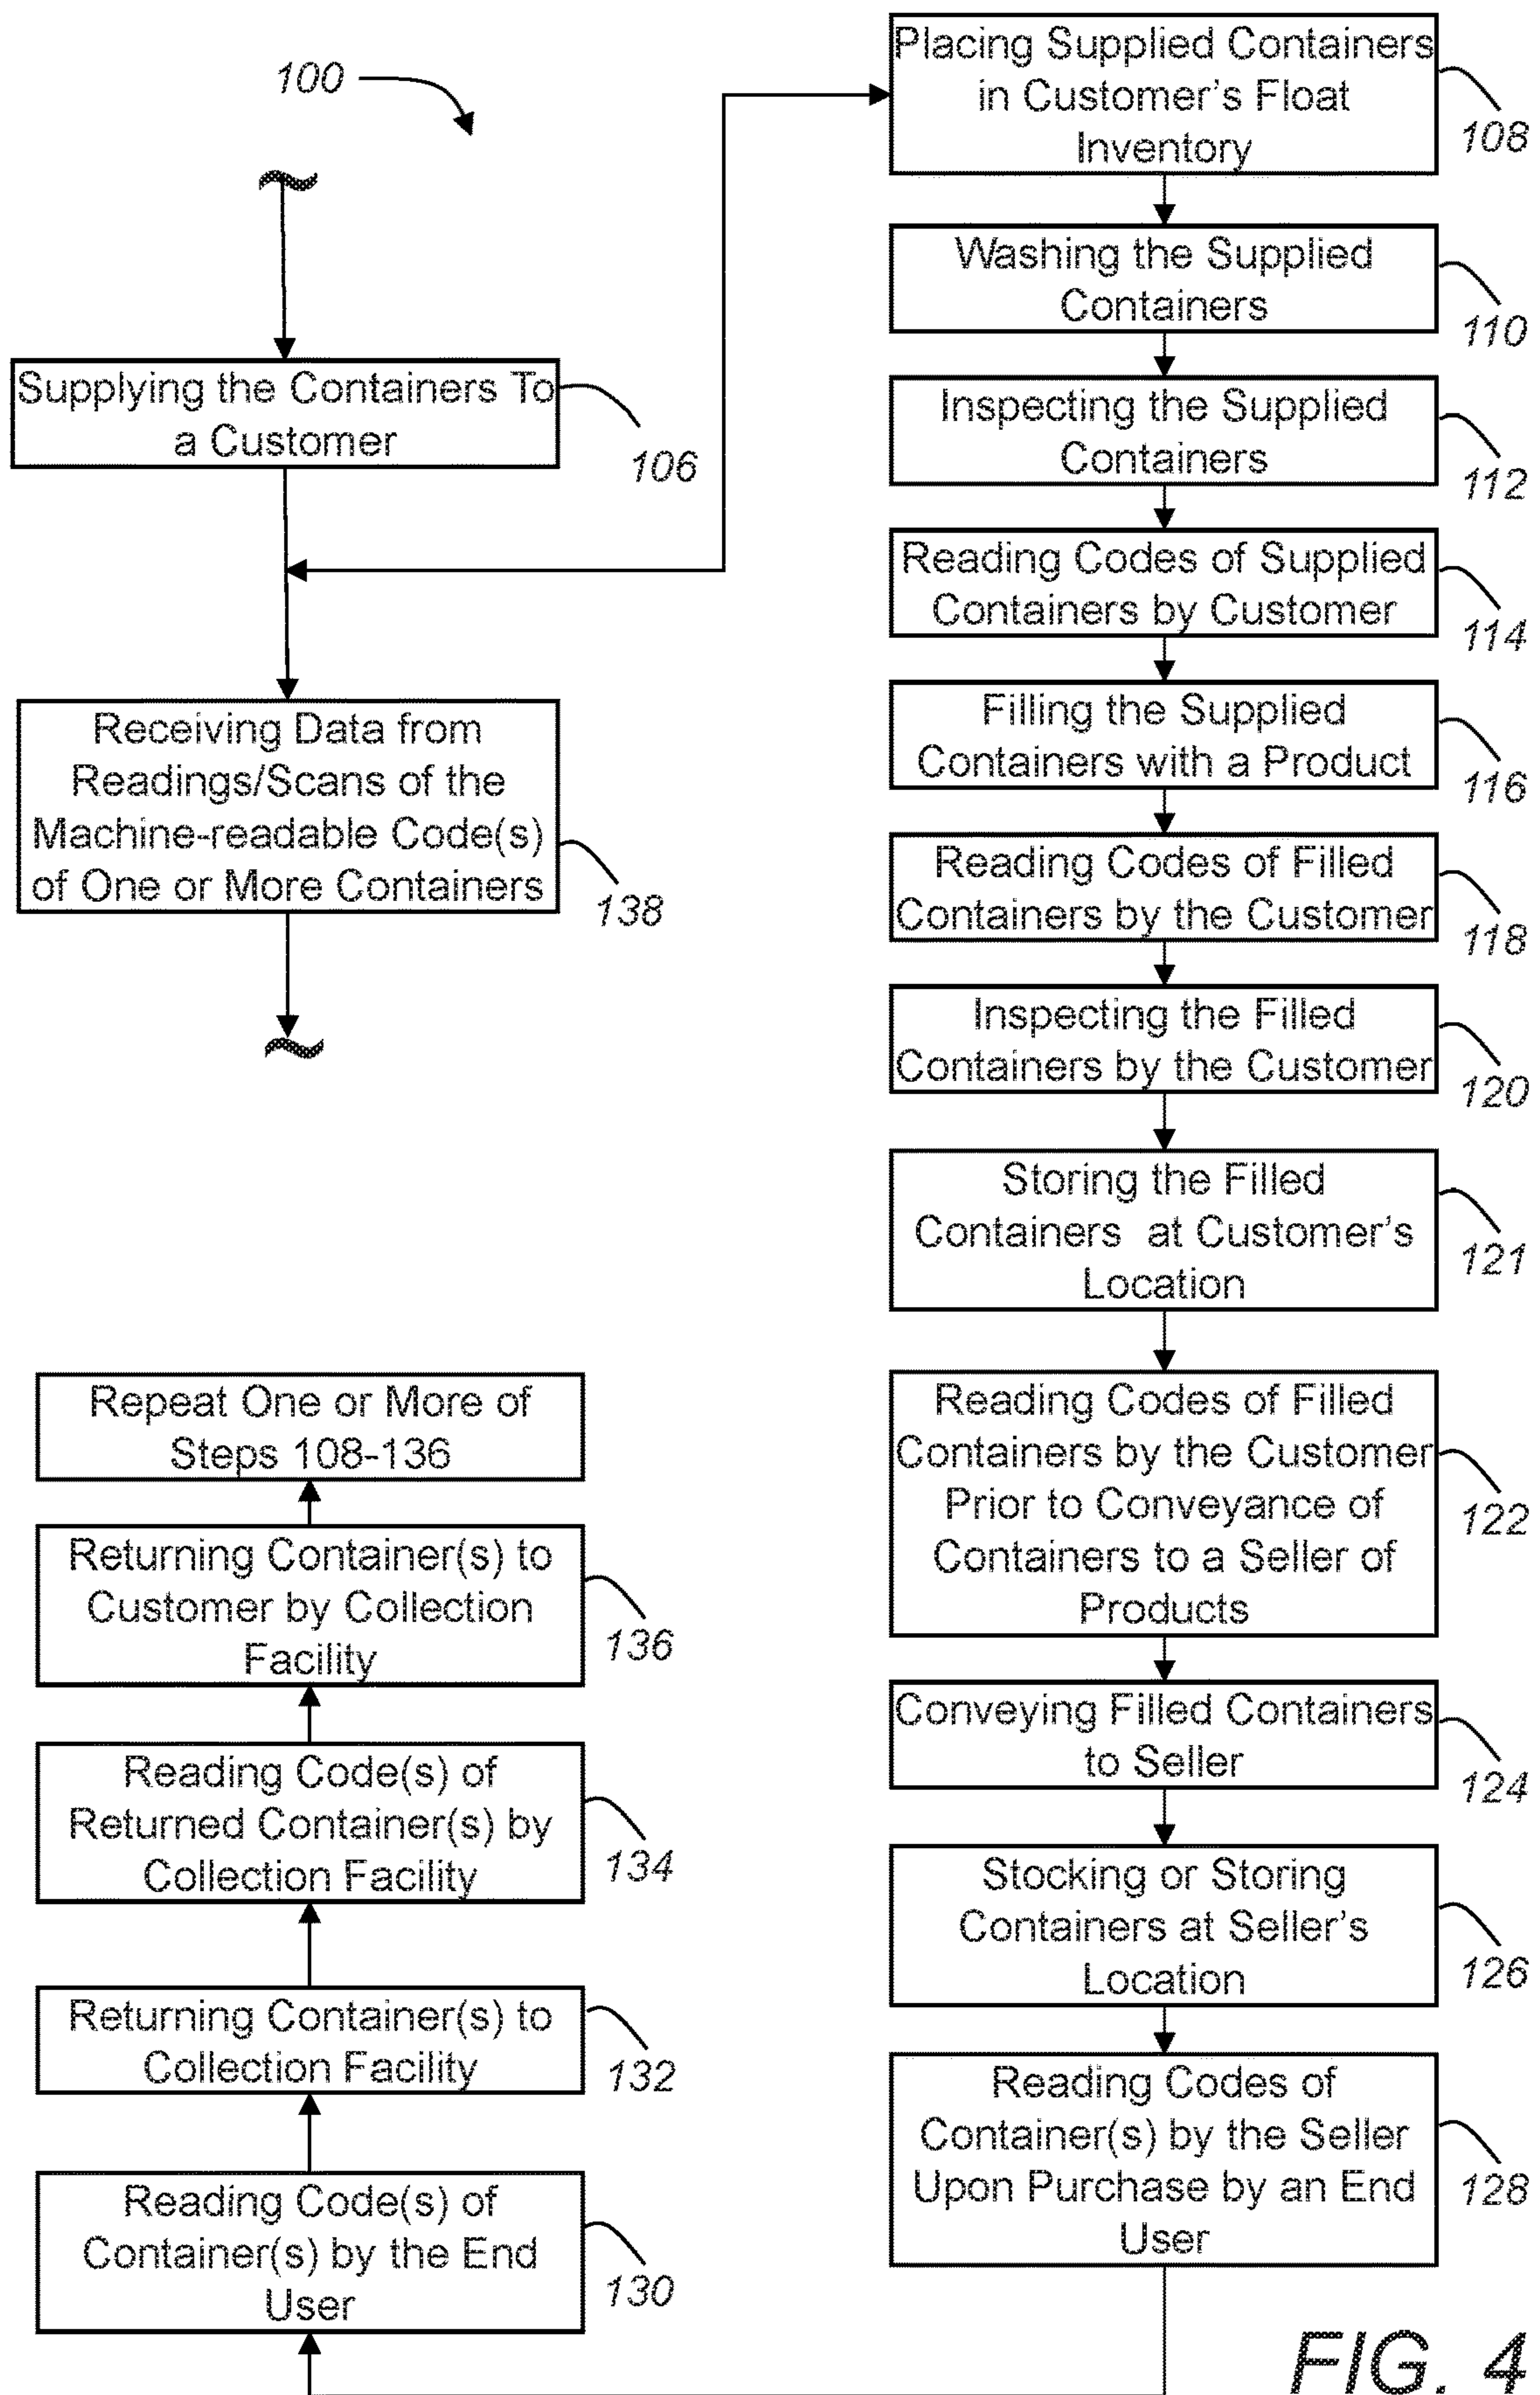 100
Supplying the Containers To
a Customer
106
Receiving Data from
Readings/Scans of the
Machine-readable Code(s)
of One or More Containers
138
Placing Supplied Containers
in Customer's Float
Inventory
108
Washing the Supplied
Containers
110
Inspecting the Supplied
Containers
112
Reading Codes of Supplied
Containers by Customer
114
Filling the Supplied
Containers with a Product
116
Reading Codes of Filled
Containers by the Customer
118
Inspecting the Filled
Containers by the Customer
120
Storing the Filled
Containers at Customer's
Location
121
Reading Codes of Filled
Containers by the Customer
Prior to Conveyance of
Containers to a Seller of
Products
122
Conveying Filled Containers
to Seller
124
Stocking or Storing
Containers at Seller's
Location
126
Reading Codes of
Container(s) by the Seller
Upon Purchase by an End
User
128
Reading Code(s) of
Container(s) by the End
User
130
Returning Container(s) to
Collection Facility
132
Reading Code(s) of
Returned Container(s) by
Collection Facility
134
Returning Container(s) to
Customer by Collection
Facility
136
Repeat One or More of
Steps 108-136
FIG. 4